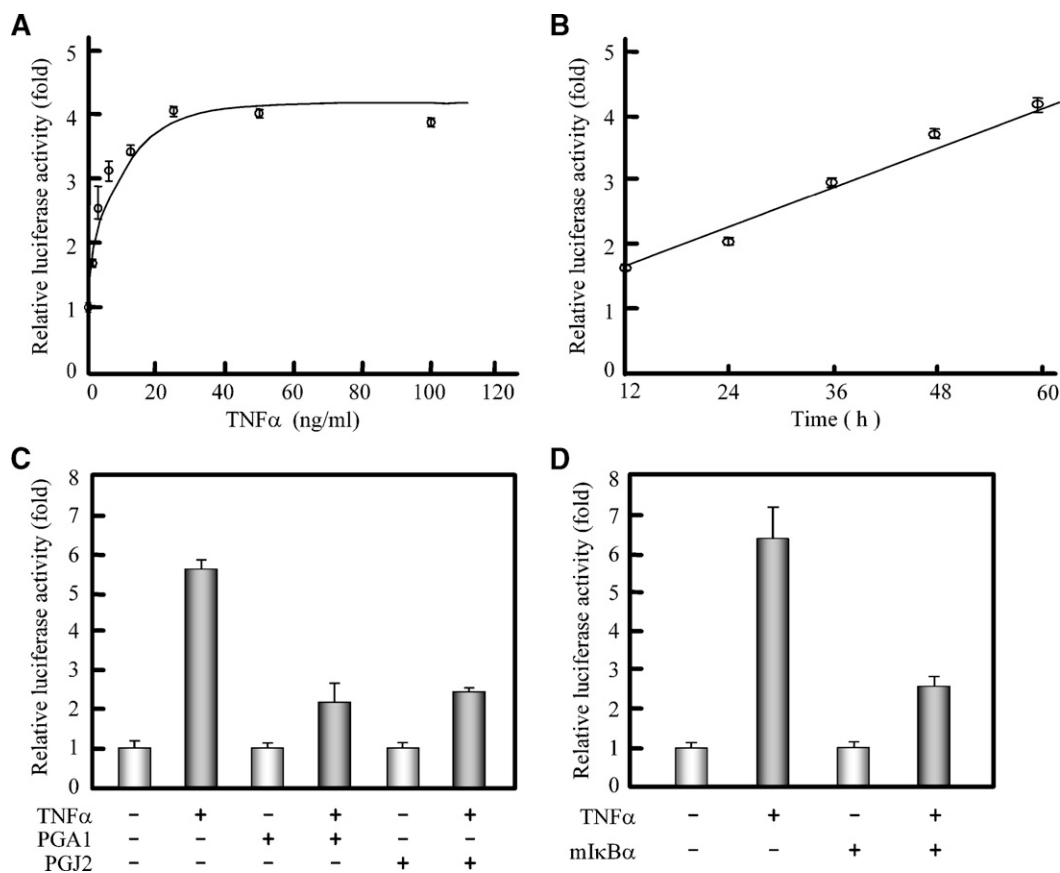 A
Relative luciferase activity (fold)
5
4
3
2
1
0
0 20 40 60 80 100 120
TNFα (ng/ml)
B
Relative luciferase activity (fold)
5
4
3
2
1
0
12 24 36 48 60
Time ( h )
C
Relative luciferase activity (fold)
8
7
6
5
4
3
2
1
0
TNFα – + – + – +
PGA1 – – + + – –
PGJ2 – – – – + +
D
Relative luciferase activity (fold)
8
7
6
5
4
3
2
1
0
TNFα – + – +
mIκBα – – + +